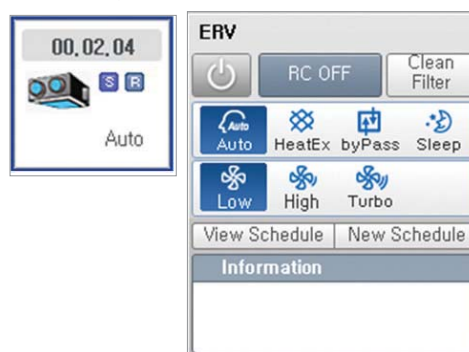 00.02.04
S R
Auto
ERV
RC OFF
Clean
Filter
Auto
Auto HeatEx byPass Sleep
Low High Turbo
View Schedule New Schedule
Information